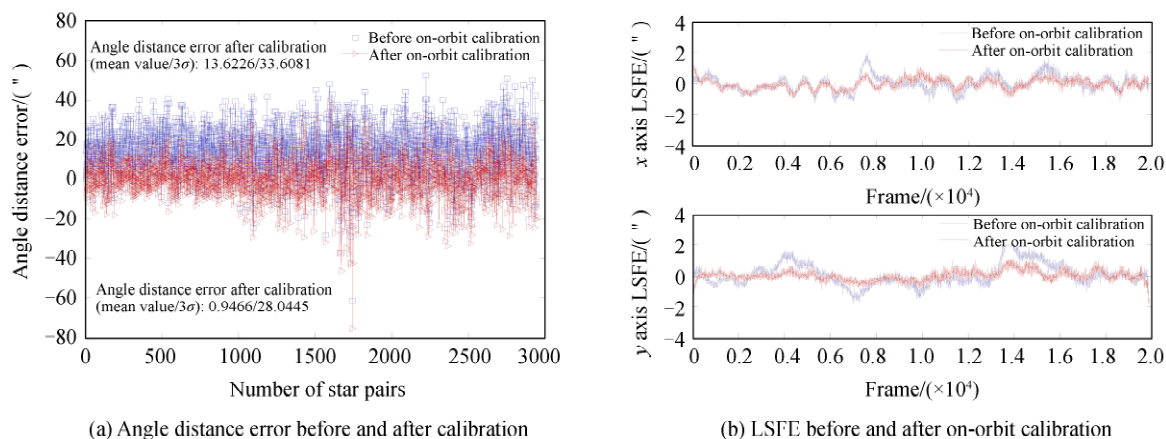 80
60
40
20
0
−20
−40
−60
−80
Angle distance error/(")
Angle distance error after calibration
(mean value/3σ): 13.6226/33.6081
Before on-orbit calibration
After on-orbit calibration
Angle distance error after calibration
(mean value/3σ): 0.9466/28.0445
0 500 1000 1500 2000 2500 3000
Number of star pairs
(a) Angle distance error before and after calibration
4
2
0
−2
−4
x axis LSFE/(")
Before on-orbit calibration
After on-orbit calibration
0 0.2 0.4 0.6 0.8 1.0 1.2 1.4 1.6 1.8 2.0
Frame/(×10⁴)
4
2
0
−2
−4
y axis LSFE/(")
Before on-orbit calibration
After on-orbit calibration
0 0.2 0.4 0.6 0.8 1.0 1.2 1.4 1.6 1.8 2.0
Frame/(×10⁴)
(b) LSFE before and after on-orbit calibration